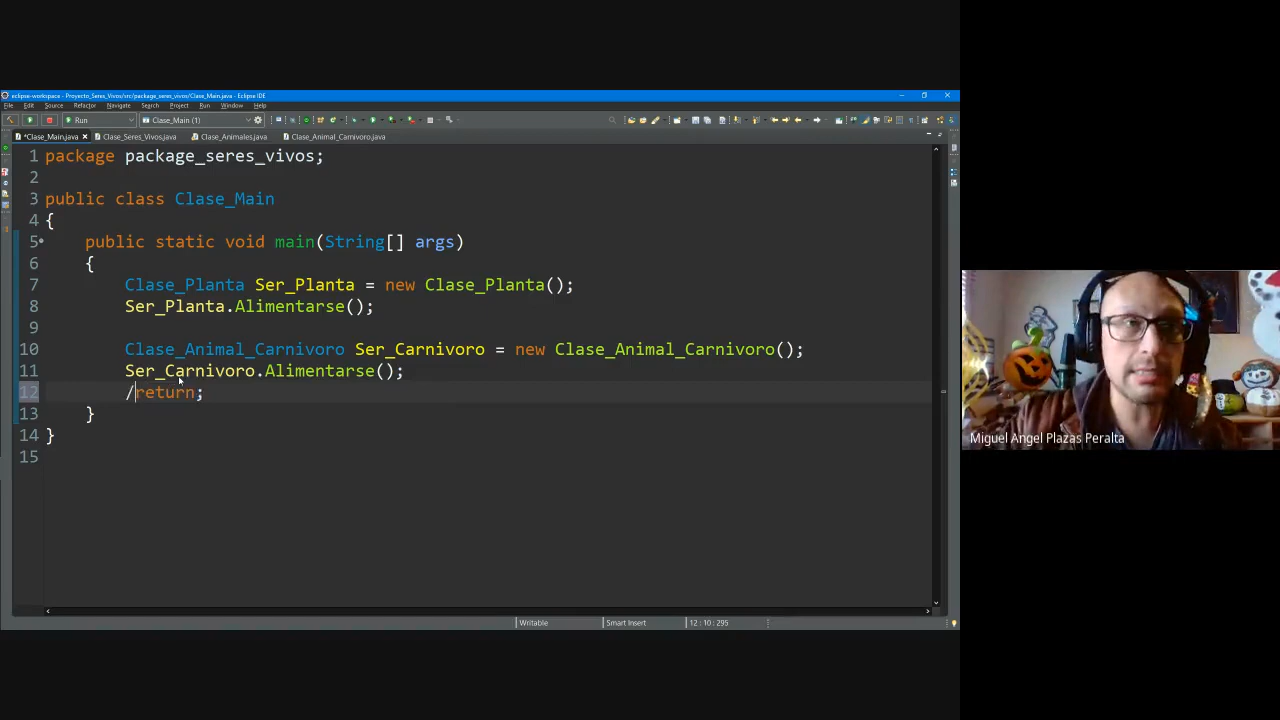 eclipse-workspace - Proyecto_Seres_Vivos/src/package_seres_vivos/Clase_Main.java - Eclipse IDE
File Edit Source Refactor Navigate Search Project Run Window Help
Run Clase_Main (1)
*Clase_Main.java Clase_Seres_Vivos.java Clase_Animales.java Clase_Animal_Carnivoro.java
1 package package_seres_vivos;
2
3 public class Clase_Main
4 {
5 public static void main(String[] args)
6 {
7 Clase_Planta Ser_Planta = new Clase_Planta();
8 Ser_Planta.Alimentarse();
9
10 Clase_Animal_Carnivoro Ser_Carnivoro = new Clase_Animal_Carnivoro();
11 Ser_Carnivoro.Alimentarse();
12 /return;
13 }
14 }
15
Writable Smart Insert 12 : 10 : 295
Miguel Angel Plazas Peralta